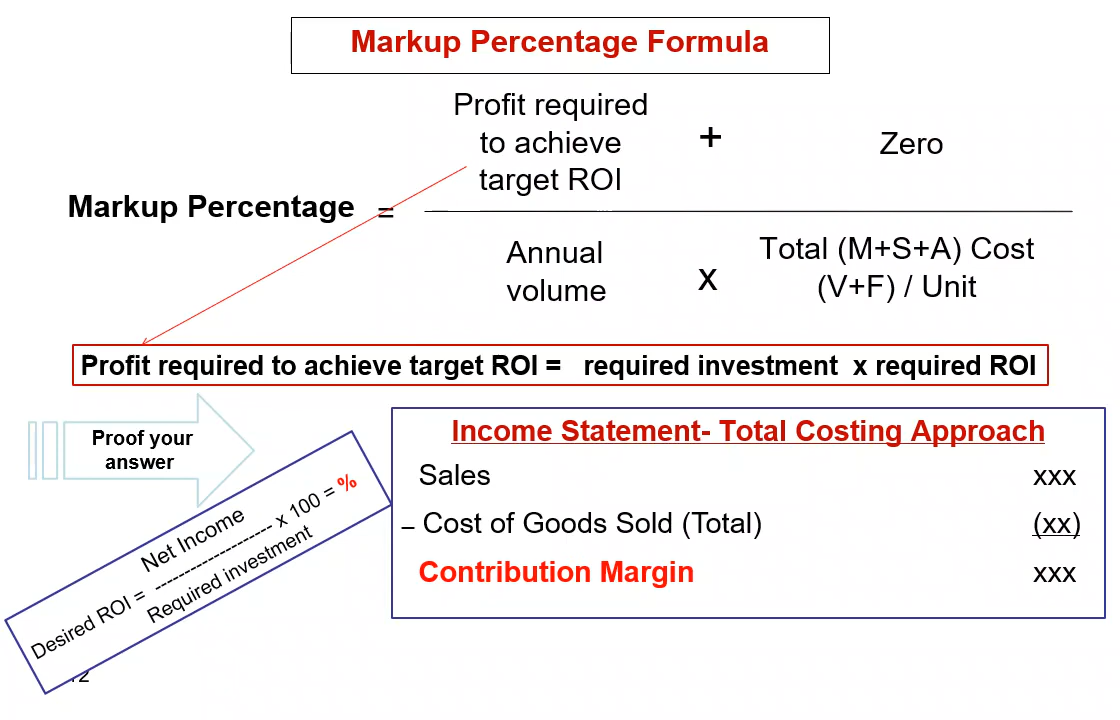 Markup Percentage Formula
Profit required
to achieve
target ROI
+
Zero
Markup Percentage =
Annual
volume
x
Total (M+S+A) Cost
(V+F) / Unit
Profit required to achieve target ROI = required investment x required ROI
Proof your
answer
Income Statement- Total Costing Approach
Sales xxx
– Cost of Goods Sold (Total) (xx)
Contribution Margin xxx
Net Income
Desired ROI = --------------------- x 100 = %
Required investment